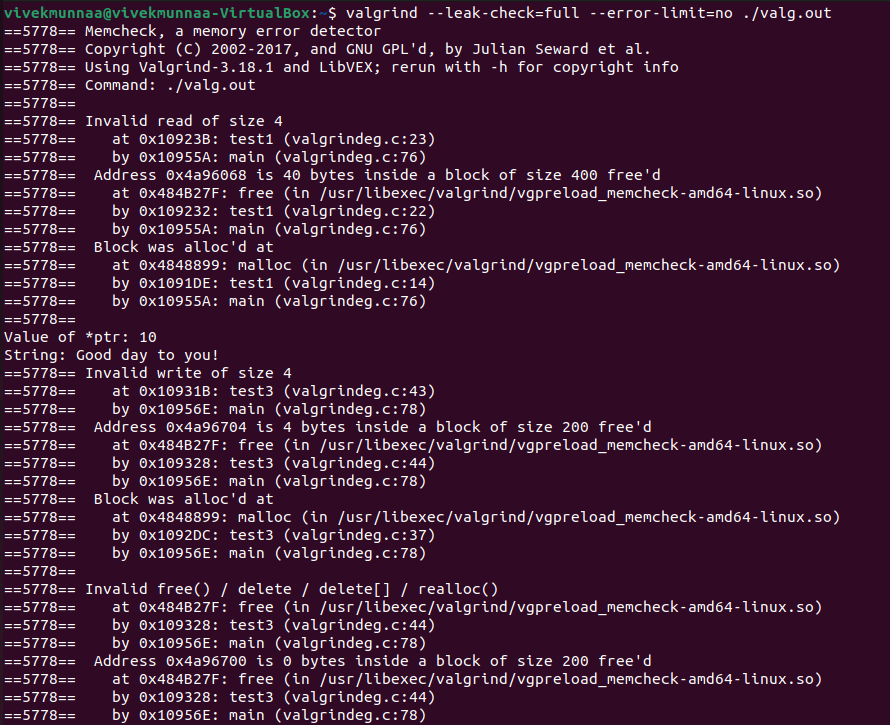 vivekmunnaa@vivekmunnaa-VirtualBox:~$ valgrind --leak-check=full --error-limit=no ./valg.out
==5778== Memcheck, a memory error detector
==5778== Copyright (C) 2002-2017, and GNU GPL'd, by Julian Seward et al.
==5778== Using Valgrind-3.18.1 and LibVEX; rerun with -h for copyright info
==5778== Command: ./valg.out
==5778==
==5778== Invalid read of size 4
==5778==    at 0x10923B: test1 (valgrindeg.c:23)
==5778==    by 0x10955A: main (valgrindeg.c:76)
==5778==  Address 0x4a96068 is 40 bytes inside a block of size 400 free'd
==5778==    at 0x484B27F: free (in /usr/libexec/valgrind/vgpreload_memcheck-amd64-linux.so)
==5778==    by 0x109232: test1 (valgrindeg.c:22)
==5778==    by 0x10955A: main (valgrindeg.c:76)
==5778==  Block was alloc'd at
==5778==    at 0x4848899: malloc (in /usr/libexec/valgrind/vgpreload_memcheck-amd64-linux.so)
==5778==    by 0x1091DE: test1 (valgrindeg.c:14)
==5778==    by 0x10955A: main (valgrindeg.c:76)
==5778==
Value of *ptr: 10
String: Good day to you!
==5778== Invalid write of size 4
==5778==    at 0x10931B: test3 (valgrindeg.c:43)
==5778==    by 0x10956E: main (valgrindeg.c:78)
==5778==  Address 0x4a96704 is 4 bytes inside a block of size 200 free'd
==5778==    at 0x484B27F: free (in /usr/libexec/valgrind/vgpreload_memcheck-amd64-linux.so)
==5778==    by 0x109328: test3 (valgrindeg.c:44)
==5778==    by 0x10956E: main (valgrindeg.c:78)
==5778==  Block was alloc'd at
==5778==    at 0x4848899: malloc (in /usr/libexec/valgrind/vgpreload_memcheck-amd64-linux.so)
==5778==    by 0x1092DC: test3 (valgrindeg.c:37)
==5778==    by 0x10956E: main (valgrindeg.c:78)
==5778==
==5778== Invalid free() / delete / delete[] / realloc()
==5778==    at 0x484B27F: free (in /usr/libexec/valgrind/vgpreload_memcheck-amd64-linux.so)
==5778==    by 0x109328: test3 (valgrindeg.c:44)
==5778==    by 0x10956E: main (valgrindeg.c:78)
==5778==  Address 0x4a96700 is 0 bytes inside a block of size 200 free'd
==5778==    at 0x484B27F: free (in /usr/libexec/valgrind/vgpreload_memcheck-amd64-linux.so)
==5778==    by 0x109328: test3 (valgrindeg.c:44)
==5778==    by 0x10956E: main (valgrindeg.c:78)